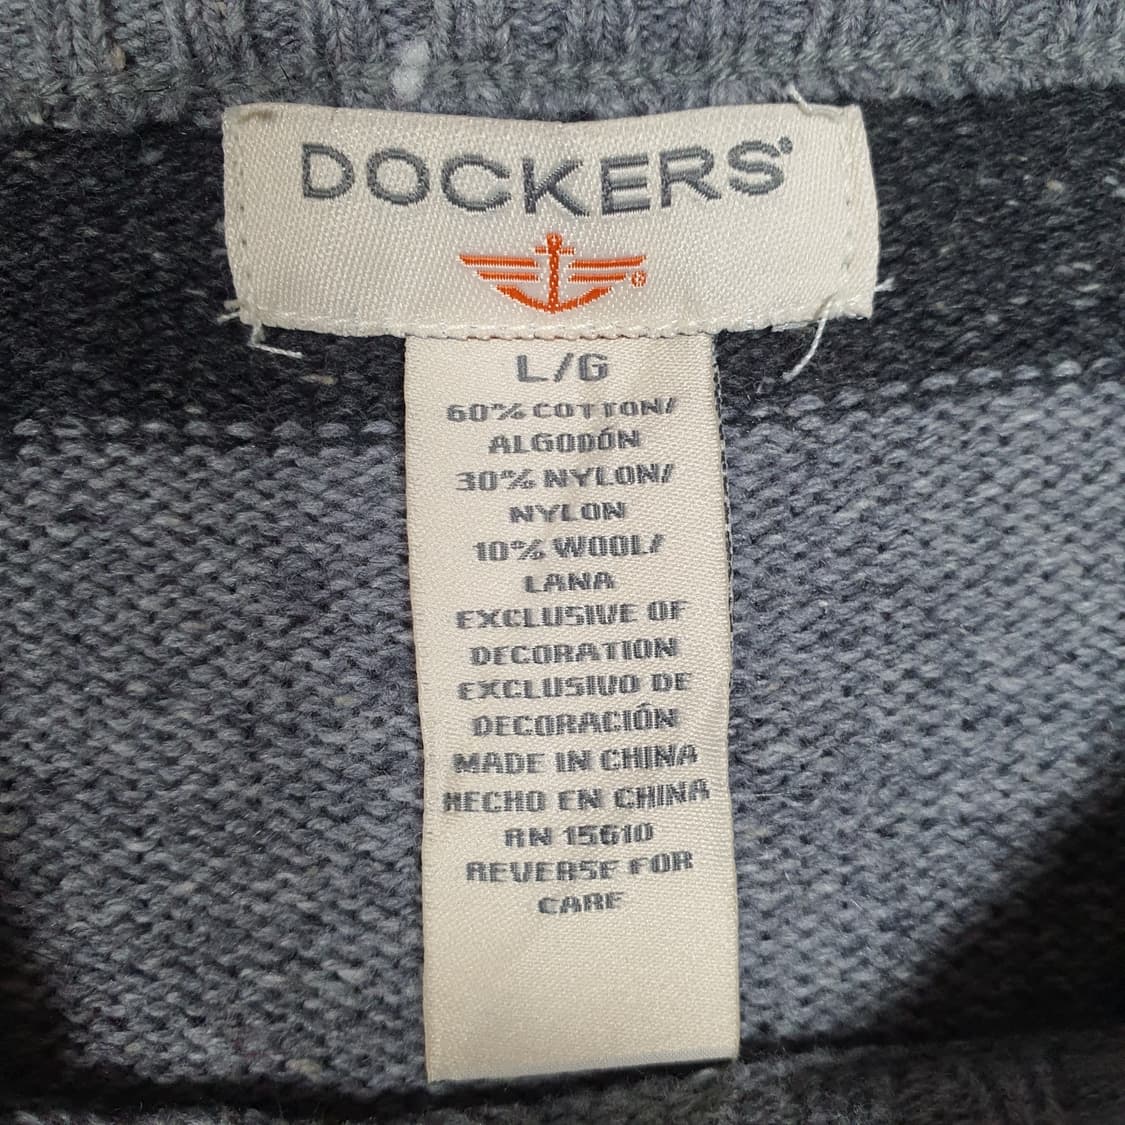 DOCKERS®
®
L/G
60% COTTON/
ALGODÓN
30% NYLON/
NYLON
10% WOOL/
LANA
EXCLUSIVE OF
DECORATION
EXCLUSIVO DE
DECORACIÓN
MADE IN CHINA
HECHO EN CHINA
RN 15610
REVERSE FOR
CARE